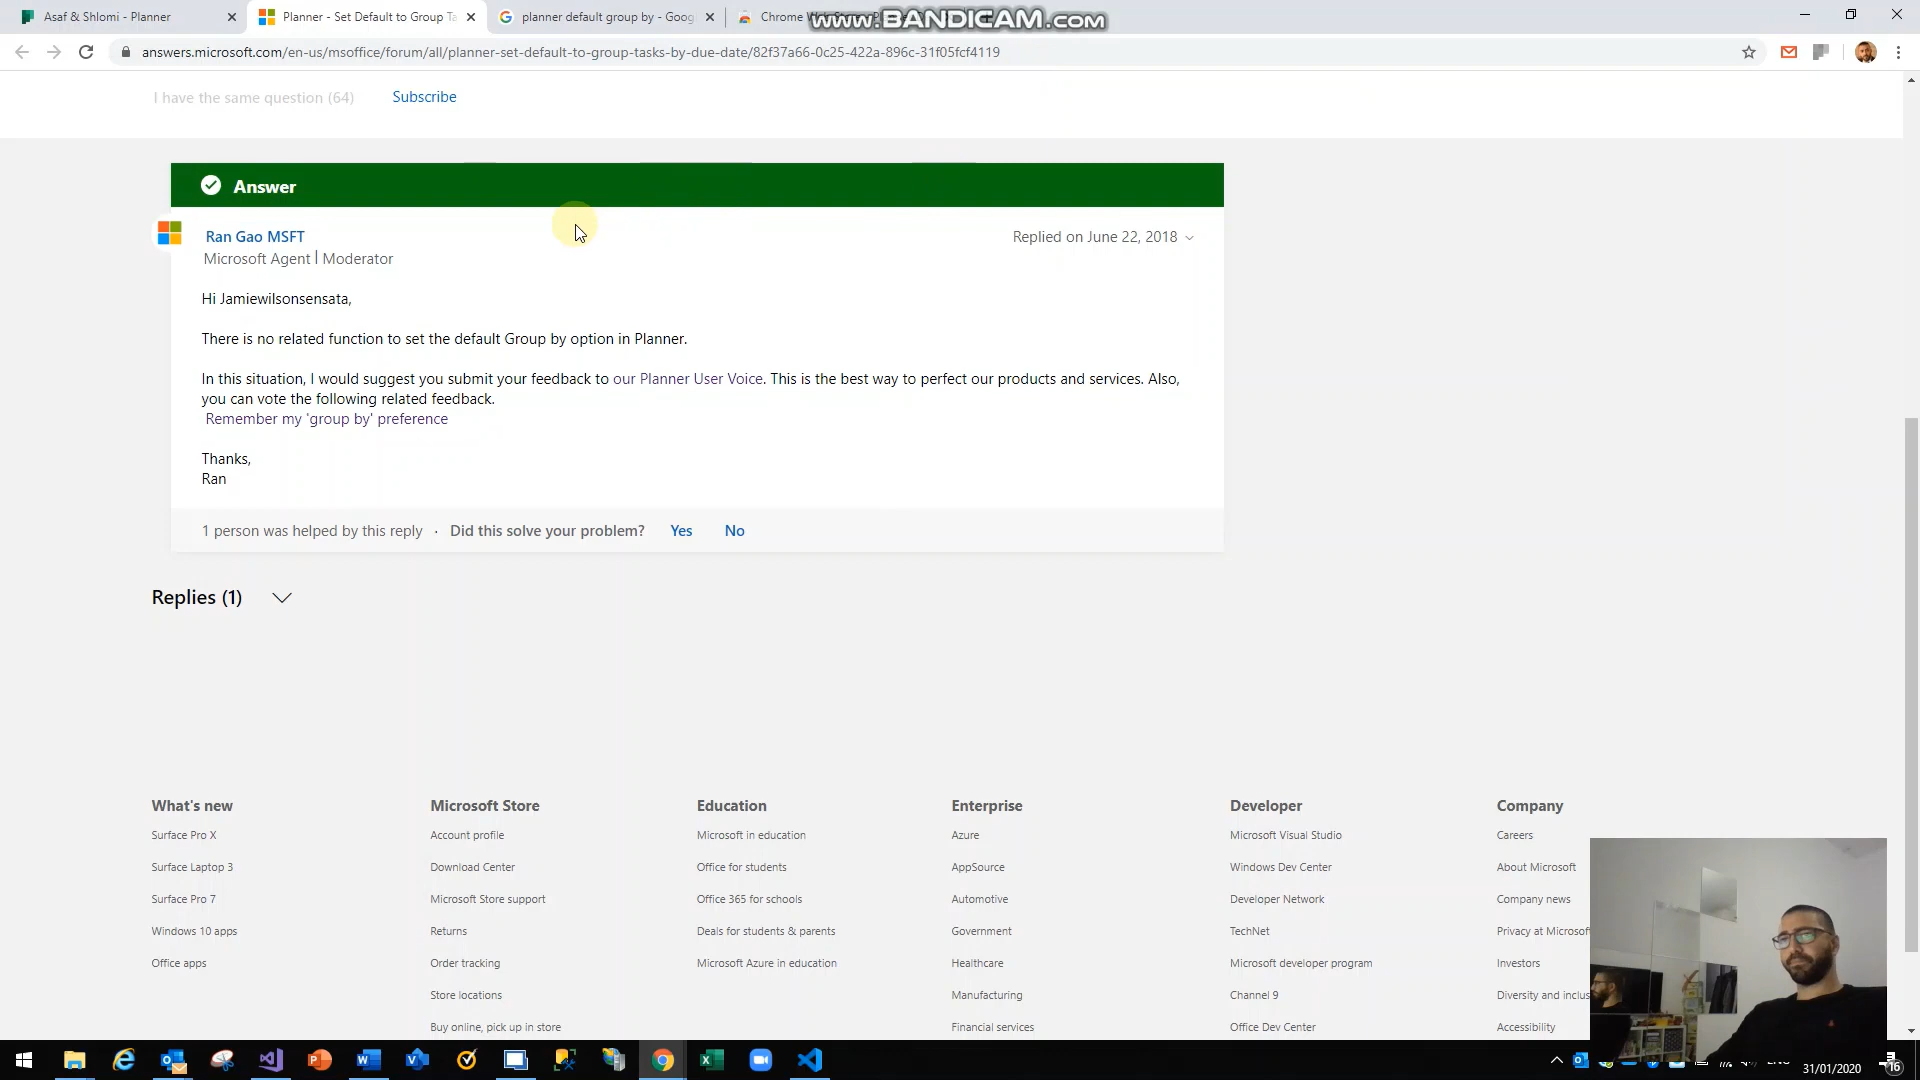 Asaf & Shlomi - Planner
Planner - Set Default to Group Ta
planner default group by - Goog
Chrome Web Store
www.BANDICAM.com
answers.microsoft.com/en-us/msoffice/forum/all/planner-set-default-to-group-tasks-by-due-date/82f37a66-0c25-422a-896c-31f05fcf4119
I have the same question (64)
Subscribe
Answer
Ran Gao MSFT
Replied on June 22, 2018
Microsoft Agent | Moderator
Hi Jamiewilsonsensata,
There is no related function to set the default Group by option in Planner.
In this situation, I would suggest you submit your feedback to our Planner User Voice. This is the best way to perfect our products and services. Also,
you can vote the following related feedback.
Remember my 'group by' preference
Thanks,
Ran
1 person was helped by this reply · Did this solve your problem? Yes No
Replies (1)
What's new
Microsoft Store
Education
Enterprise
Developer
Company
Surface Pro X
Account profile
Microsoft in education
Azure
Microsoft Visual Studio
Careers
Surface Laptop 3
Download Center
Office for students
AppSource
Windows Dev Center
About Microsoft
Surface Pro 7
Microsoft Store support
Office 365 for schools
Automotive
Developer Network
Company news
Windows 10 apps
Returns
Deals for students & parents
Government
TechNet
Privacy at Microsoft
Office apps
Order tracking
Microsoft Azure in education
Healthcare
Microsoft developer program
Investors
Store locations
Manufacturing
Channel 9
Diversity and inclus
Buy online, pick up in store
Financial services
Office Dev Center
Accessibility
31/01/2020
16